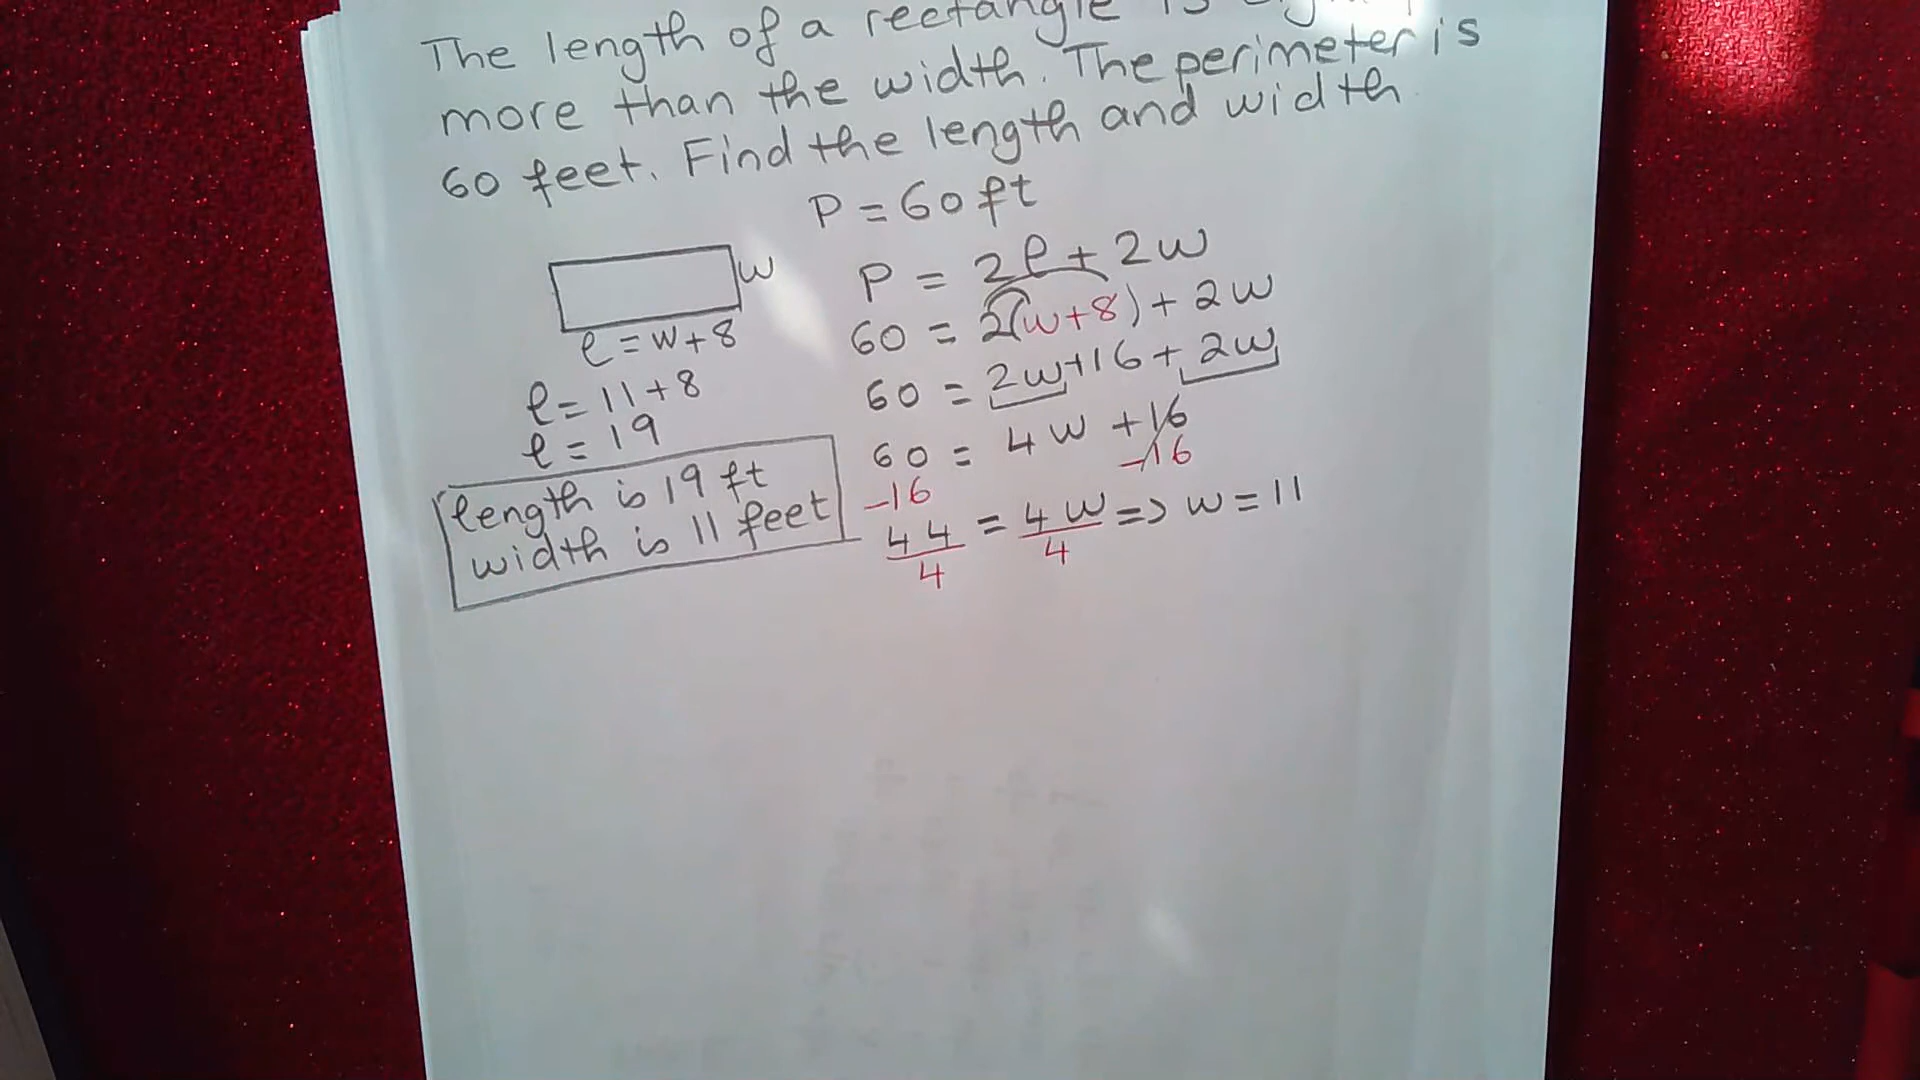 The length of a rectangle is
more than the width. The perimeter is
60 feet. Find the length and width
P = 60 ft
w
l = w + 8
l = 11 + 8
l = 19
length is 19 ft
width is 11 feet
P = 2l + 2w
60 = 2(w+8) + 2w
60 = 2w + 16 + 2w
60 = 4w + 16
-16 -16
44 = 4w => w = 11
4 4